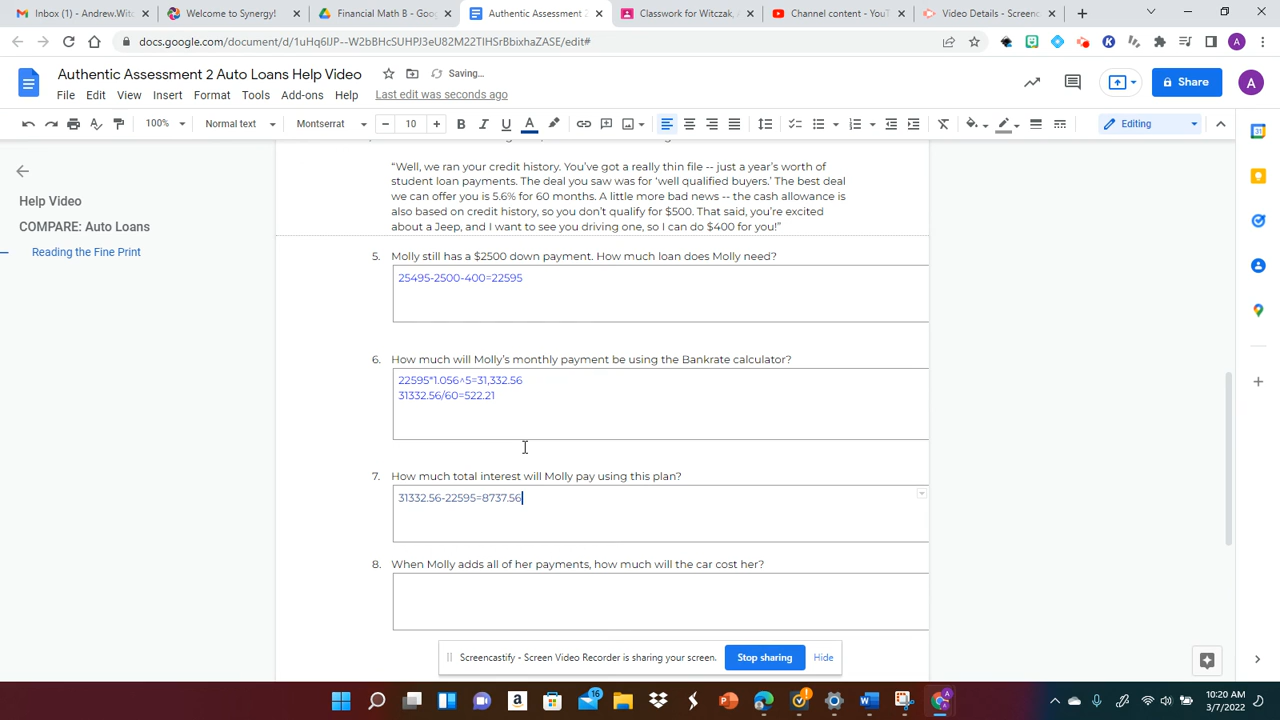 Inbox (1) - Andrew.Witc
Welcome to Synergy!
Financial Math B - Goo
Authentic Assessment 2
Classwork for Witczak, A
Channel content - YouT
Video Details - Screenc
docs.google.com/document/d/1uHq6lJP--W2bBHcSUHPJ3eU82M22TIHSrBbixhaZASE/edit#
Authentic Assessment 2 Auto Loans Help Video
Saving...
File Edit View Insert Format Tools Add-ons Help Last edit was seconds ago
Share
100% Normal text Montserrat 10 Editing
“Well, we ran your credit history. You’ve got a really thin file -- just a year’s worth of
student loan payments. The deal you saw was for ‘well qualified buyers.’ The best deal
we can offer you is 5.6% for 60 months. A little more bad news -- the cash allowance is
also based on credit history, so you don’t qualify for $500. That said, you’re excited
about a Jeep, and I want to see you driving one, so I can do $400 for you!”
Help Video
COMPARE: Auto Loans
Reading the Fine Print
5. Molly still has a $2500 down payment. How much loan does Molly need?
25495-2500-400=22595
6. How much will Molly’s monthly payment be using the Bankrate calculator?
22595*1.056^5=31,332.56
31332.56/60=522.21
7. How much total interest will Molly pay using this plan?
31332.56-22595=8737.56
8. When Molly adds all of her payments, how much will the car cost her?
Screencastify - Screen Video Recorder is sharing your screen.
Stop sharing
Hide
16
10:20 AM
3/7/2022